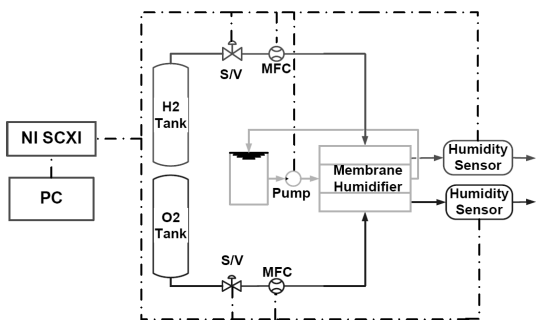 S/V
MFC
H2
Tank
NI SCXI
PC
Pump
Membrane
Humidifier
Humidity
Sensor
Humidity
Sensor
O2
Tank
S/V
MFC